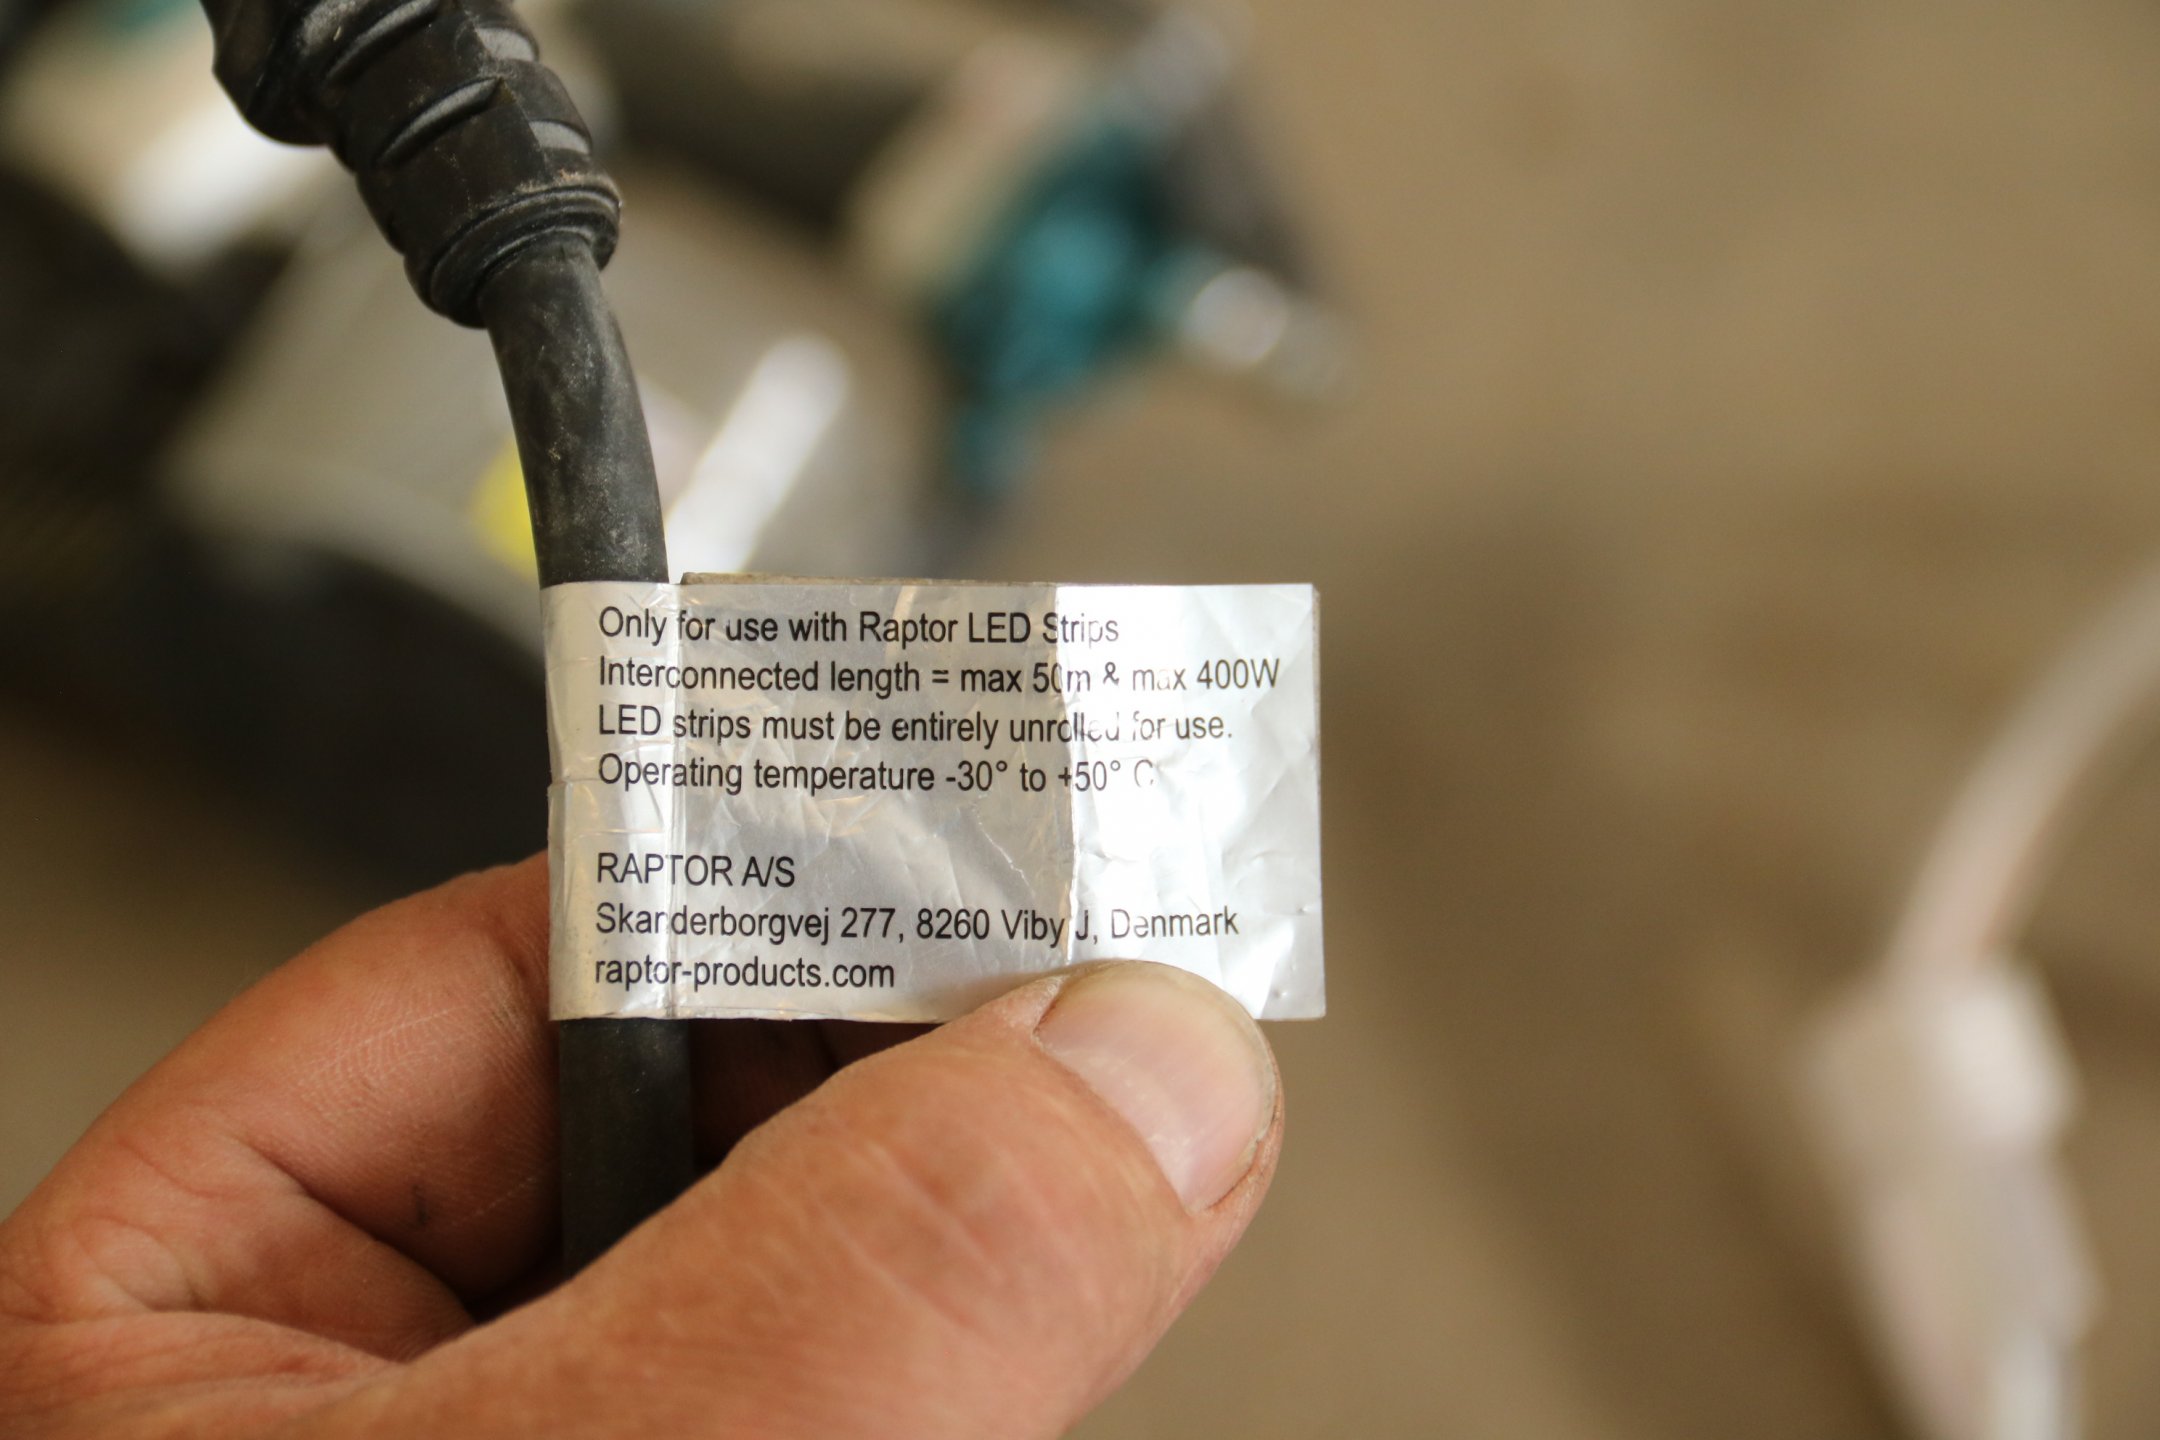 Only for use with Raptor LED Strips
Interconnected length = max 50m & max 400W
LED strips must be entirely unrolled for use.
Operating temperature -30° to +50° C
RAPTOR A/S
Skanderborgvej 277, 8260 Viby J, Denmark
raptor-products.com